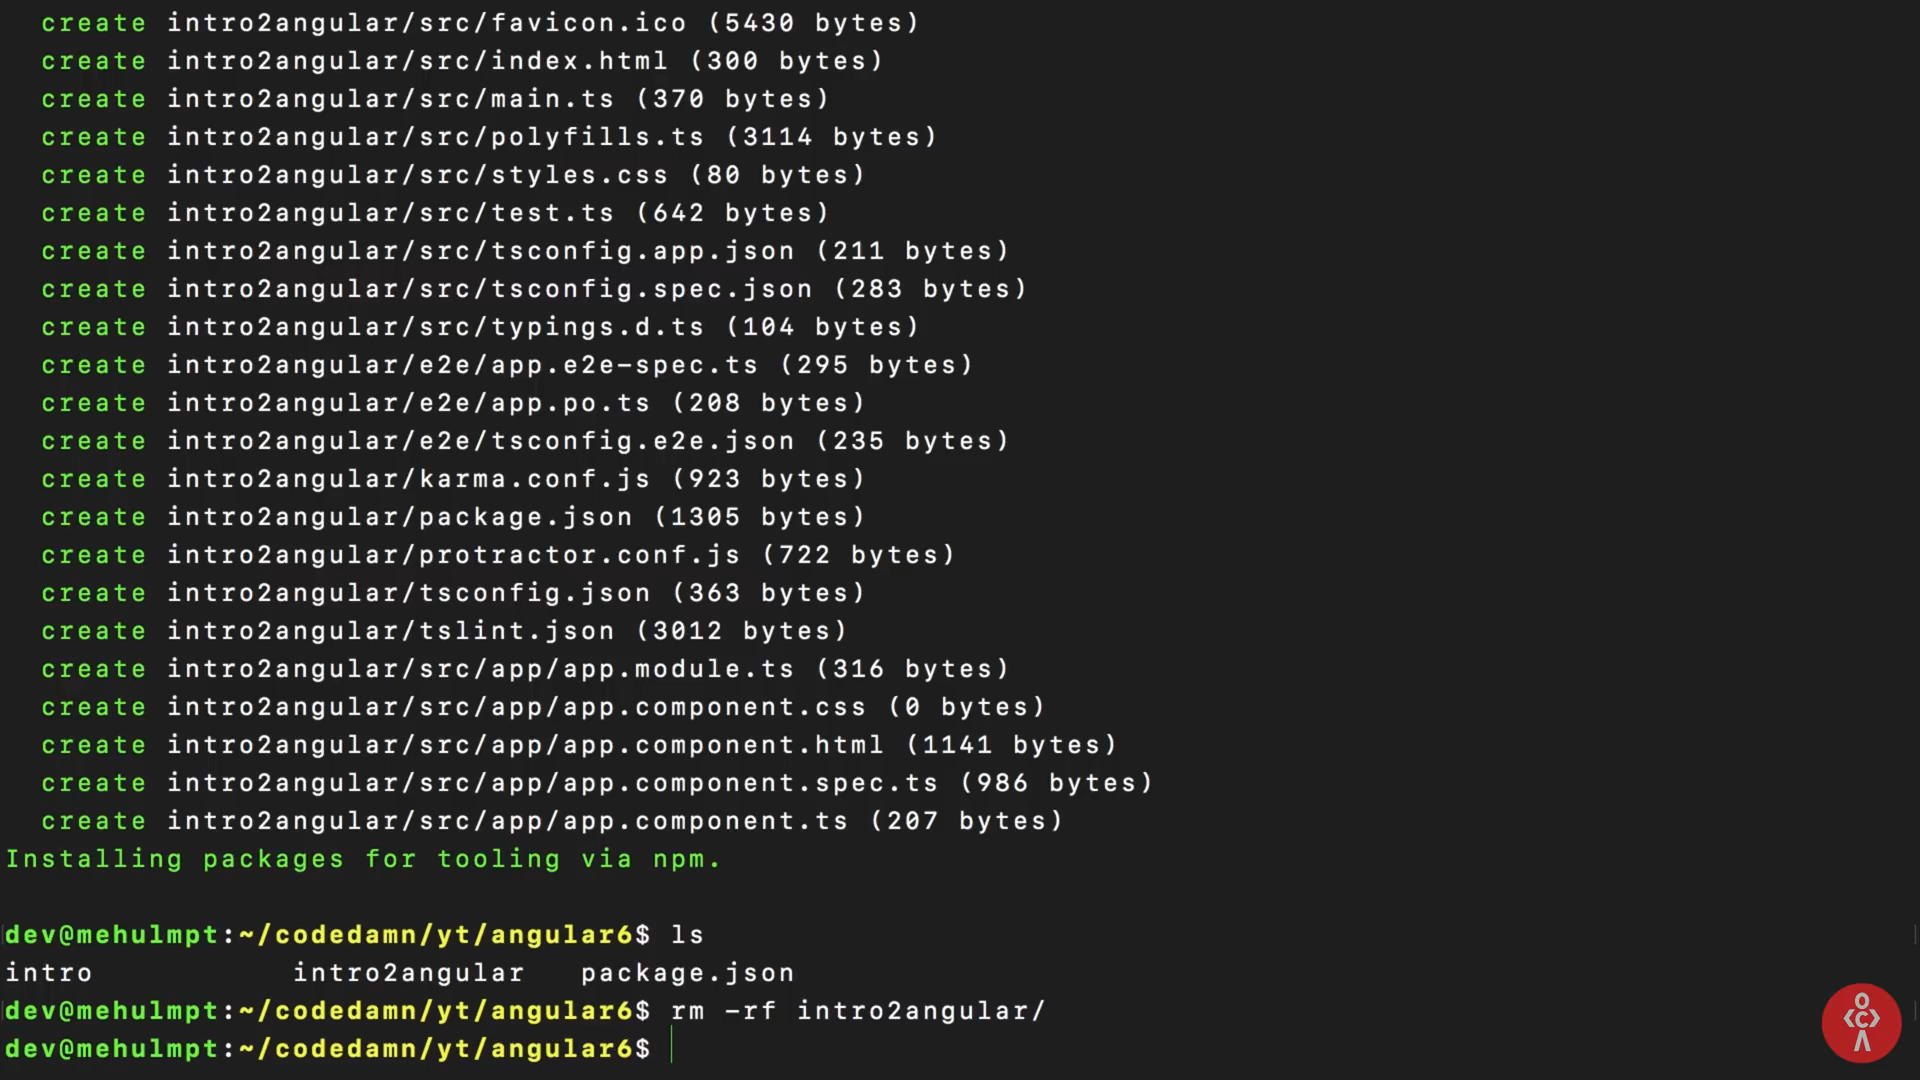 create intro2angular/src/favicon.ico (5430 bytes)
create intro2angular/src/index.html (300 bytes)
create intro2angular/src/main.ts (370 bytes)
create intro2angular/src/polyfills.ts (3114 bytes)
create intro2angular/src/styles.css (80 bytes)
create intro2angular/src/test.ts (642 bytes)
create intro2angular/src/tsconfig.app.json (211 bytes)
create intro2angular/src/tsconfig.spec.json (283 bytes)
create intro2angular/src/typings.d.ts (104 bytes)
create intro2angular/e2e/app.e2e-spec.ts (295 bytes)
create intro2angular/e2e/app.po.ts (208 bytes)
create intro2angular/e2e/tsconfig.e2e.json (235 bytes)
create intro2angular/karma.conf.js (923 bytes)
create intro2angular/package.json (1305 bytes)
create intro2angular/protractor.conf.js (722 bytes)
create intro2angular/tsconfig.json (363 bytes)
create intro2angular/tslint.json (3012 bytes)
create intro2angular/src/app/app.module.ts (316 bytes)
create intro2angular/src/app/app.component.css (0 bytes)
create intro2angular/src/app/app.component.html (1141 bytes)
create intro2angular/src/app/app.component.spec.ts (986 bytes)
create intro2angular/src/app/app.component.ts (207 bytes)
Installing packages for tooling via npm.
dev@mehulmpt:~/codedamn/yt/angular6$ ls
intro intro2angular package.json
dev@mehulmpt:~/codedamn/yt/angular6$ rm -rf intro2angular/
dev@mehulmpt:~/codedamn/yt/angular6$